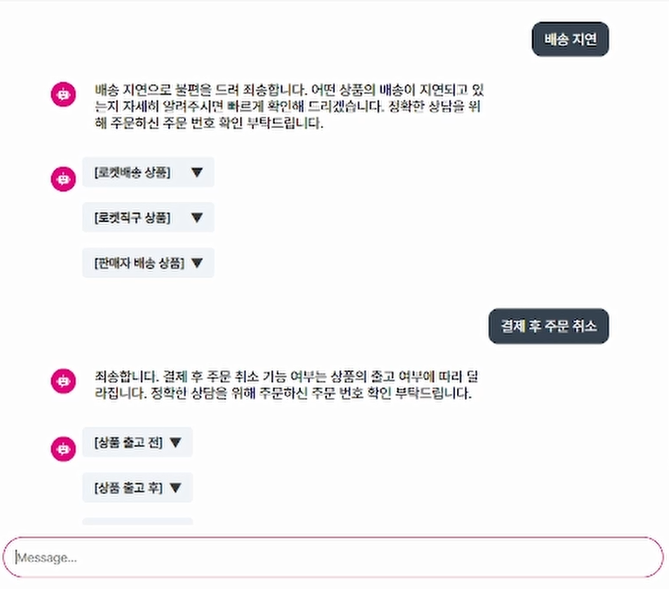 배송 지연
배송 지연으로 불편을 드려 죄송합니다. 어떤 상품의 배송이 지연되고 있
는지 자세히 알려주시면 빠르게 확인해 드리겠습니다. 정확한 상담을 위
해 주문하신 주문 번호 확인 부탁드립니다.
[로켓배송 상품] ▼
[로켓직구 상품] ▼
[판매자 배송 상품] ▼
결제 후 주문 취소
죄송합니다. 결제 후 주문 취소 가능 여부는 상품의 출고 여부에 따라 달
라집니다. 정확한 상담을 위해 주문하신 주문 번호 확인 부탁드립니다.
[상품 출고 전] ▼
[상품 출고 후] ▼
Message...